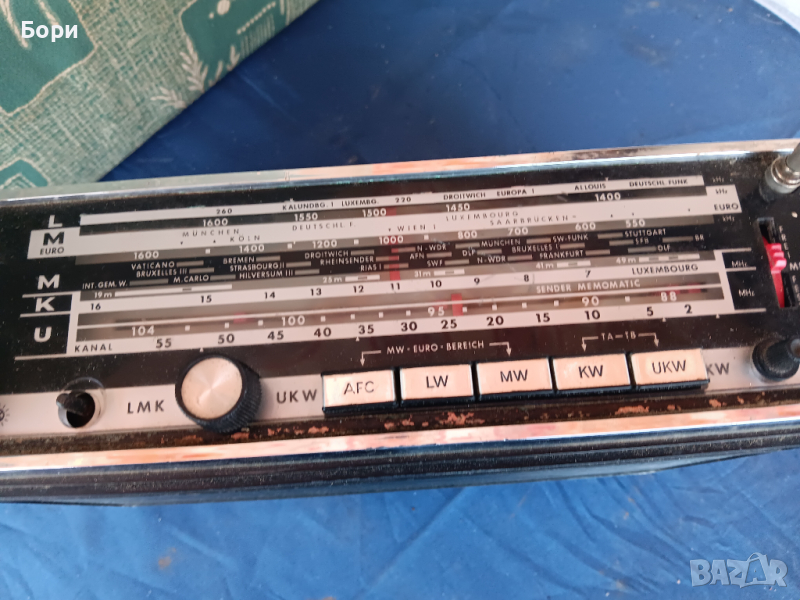 Бори
260 KALUNDBG. I LUXEMBG. 220 DROITWICH EUROPA I ALLOUIS DEUTSCHL. FUNK
L 1600 1550 1500 1450 1400 kHz
M EURO MÜNCHEN DEUTSCHL. F WIEN I LUXEMBOURG EURO
KÖLN SAARBRÜCKEN
1600 1400 1200 1000 800 700 600 550 kHz
VATICANO BREMEN DROITWICH N-WDR MÜNCHEN SW-FUNK STUTTGART
BRUXELLES III STRASBOURG II RHEINSENDER AFN DLF BRUXELLES I SFB
M INT. GEM. W. M. CARLO HILVERSUM III RIAS I SWF N-WDR FRANKFURT DLF BR
19m 25m 31m 41m 49m LUXEMBOURG MHz
K 16 15 14 13 12 11 10 9 8 7
SENDER MEMOMATIC
U 104 100 95 90 88 MHz
KANAL 55 50 45 40 35 30 25 20 15 10 5 2
MW-EURO-BEREICH TA-TB
LMK UKW AFC LW MW KW UKW KW
BAZAR